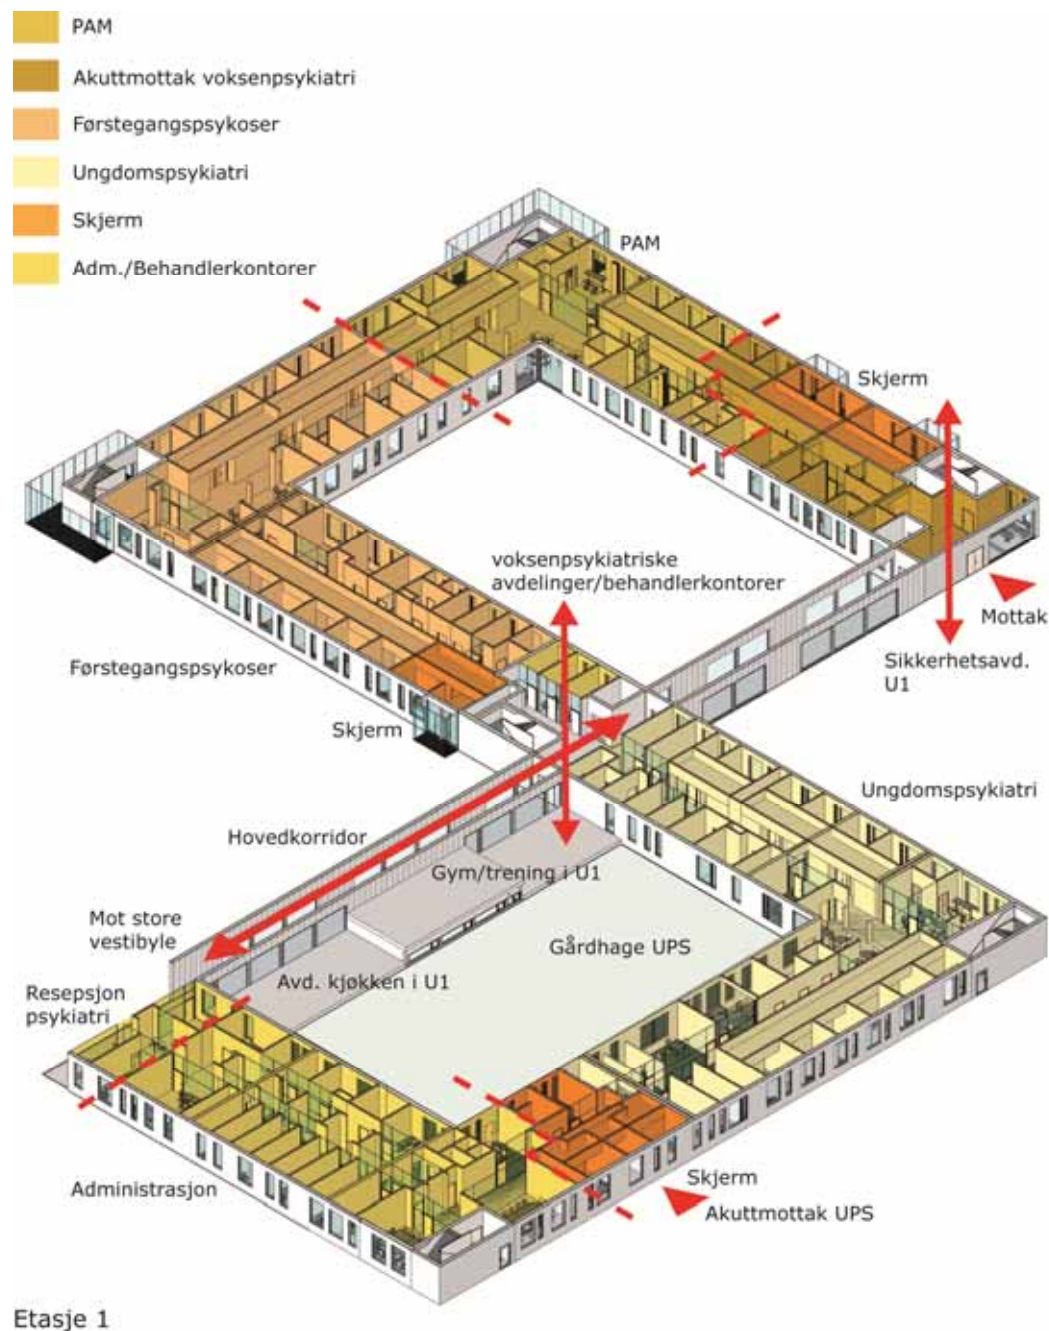 PAM
Akuttmottak voksenpsykiatri
Førstegangspsykoser
Ungdomspsykiatri
Skjerm
Adm./Behandlerkontorer
PAM
Skjerm
voksenpsykiatriske
avdelinger/behandlerkontorer
Mottak
Sikkerhetsavd.
U1
Førstegangspsykoser
Skjerm
Ungdomspsykiatri
Hovedkorridor
Gym/trening i U1
Mot store
vestibyle
Gårdhage UPS
Avd. kjøkken i U1
Resepsjon
psykiatri
Administrasjon
Skjerm
Akuttmottak UPS
Etasje 1